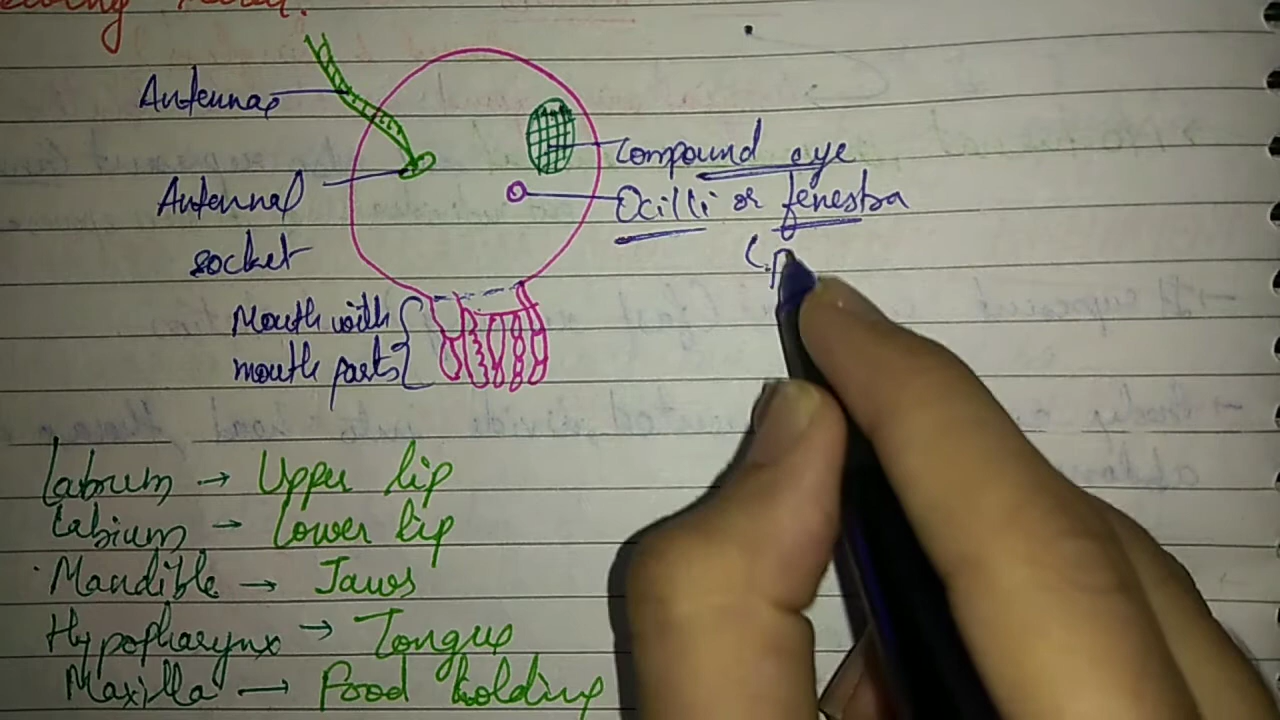 Antennae
Compound eye
Antennal
socket
Ocilli or fenestra
(p
Mouth with
mouth parts
Labrum → Upper lip
Labium → Lower lip
Mandible → Jaws
Hypopharynx → Tongue
Maxilla → Food holding